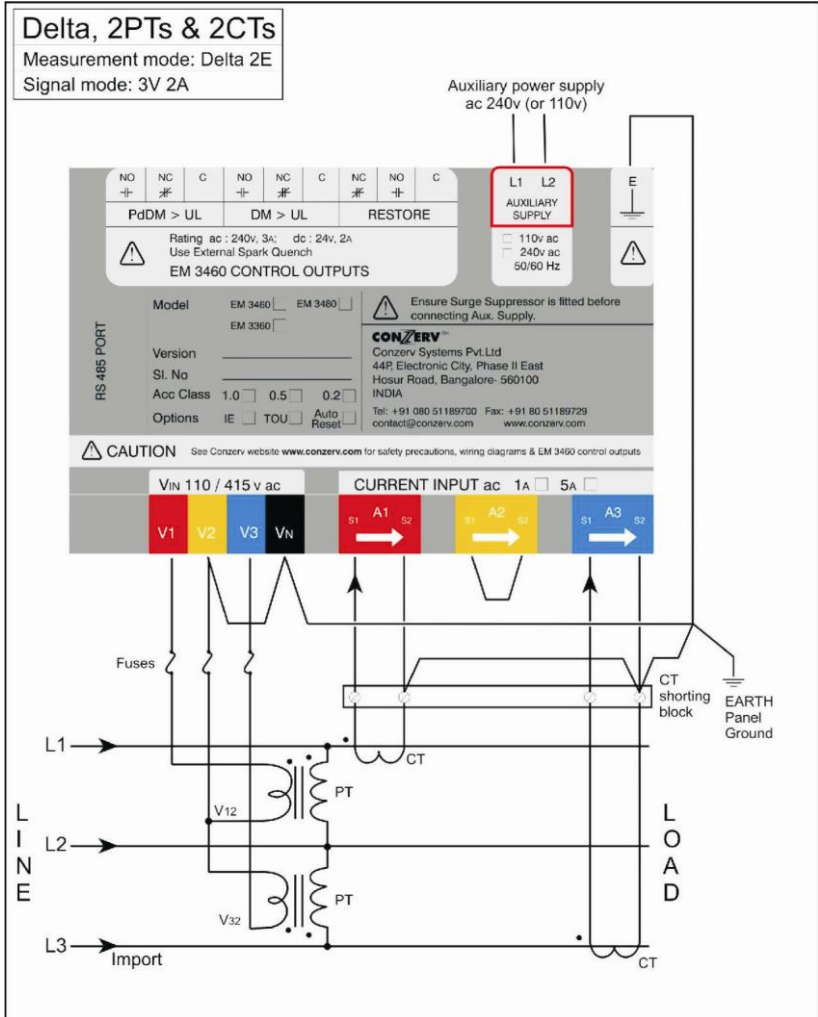 Delta, 2PTs & 2CTs
Measurement mode: Delta 2E
Signal mode: 3V 2A
Auxiliary power supply
ac 240v (or 110v)
NO NC C NO NC C NC NO C
PdDM > UL DM > UL RESTORE
Rating ac : 240v, 3A; dc : 24v, 2A
Use External Spark Quench
EM 3460 CONTROL OUTPUTS
L1 L2
AUXILIARY
SUPPLY
110v ac
240v ac
50/60 Hz
E
RS 485 PORT
Model EM 3460 EM 3480
EM 3360
Version
Sl. No
Acc Class 1.0 0.5 0.2
Options IE TOU Auto
Reset
Ensure Surge Suppressor is fitted before
connecting Aux. Supply.
CONZERV
Conzerv Systems Pvt.Ltd
44P, Electronic City, Phase II East
Hosur Road, Bangalore- 560100
INDIA
Tel: +91 080 51189700 Fax: +91 80 51189729
contact@conzerv.com www.conzerv.com
CAUTION See Conzerv website www.conzerv.com for safety precautions, wiring diagrams & EM 3460 control outputs
VIN 110 / 415 v ac
CURRENT INPUT ac 1A 5A
V1 V2 V3 VN
S1 A1 S2
S1 A2 S2
S1 A3 S2
Fuses
CT
shorting
block
EARTH
Panel
Ground
L1
CT
PT
V12
L2
PT
V32
L3
Import
CT
LINE
LOAD